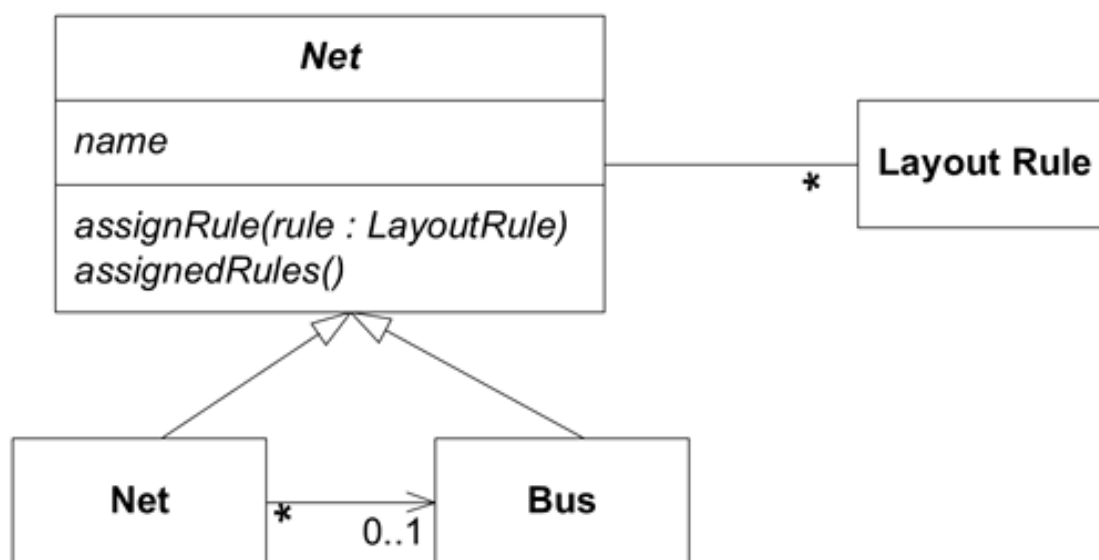 Net
name
assignRule(rule : LayoutRule)
assignedRules()
*
Layout Rule
Net
*
0..1
Bus